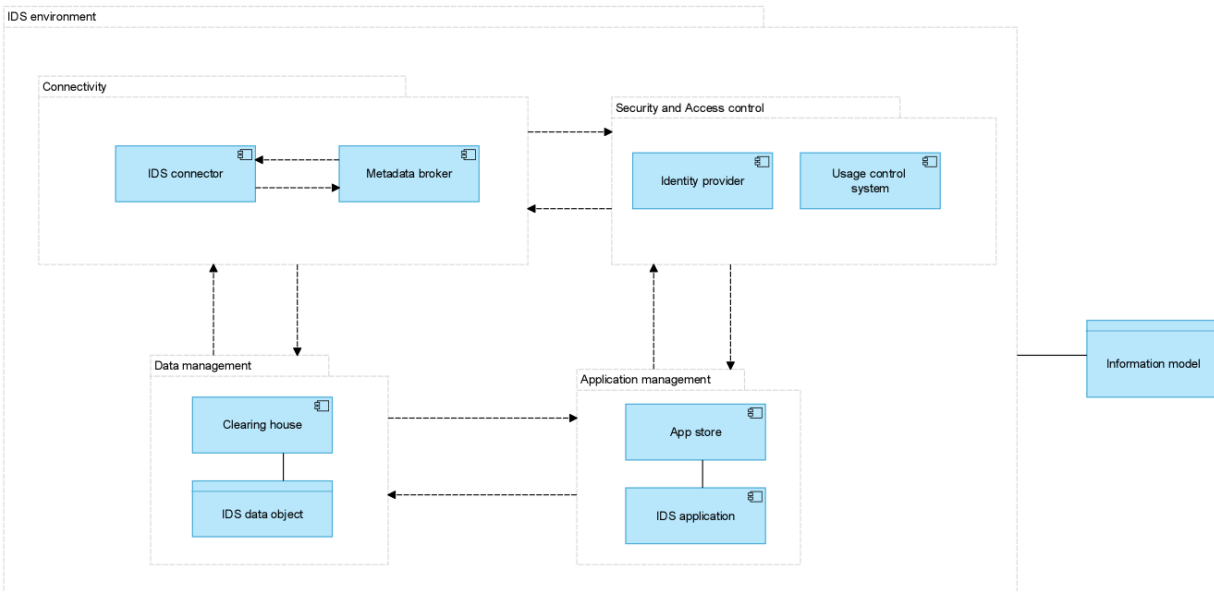 IDS environment
Connectivity
Security and Access control
IDS connector
Metadata broker
Identity provider
Usage control
system
Data management
Information model
Application management
Clearing house
App store
IDS data object
IDS application